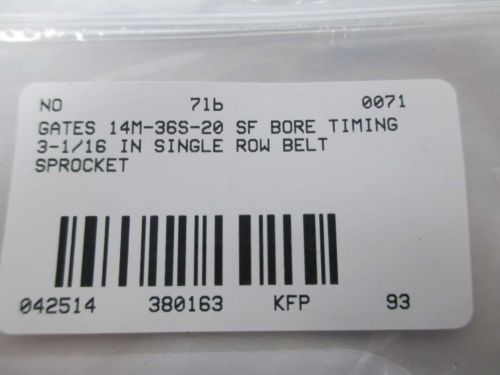 NO 7lb 0071
GATES 14M-36S-20 SF BORE TIMING
3-1/16 IN SINGLE ROW BELT
SPROCKET
042514 380163 KFP 93